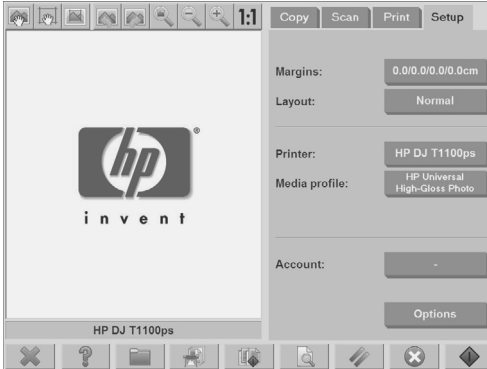 1:1
Copy Scan Print Setup
Margins: 0.0/0.0/0.0/0.0cm
Layout: Normal
Printer: HP DJ T1100ps
Media profile: HP Universal
High-Gloss Photo
hp
®
invent
Account: -
Options
HP DJ T1100ps
?